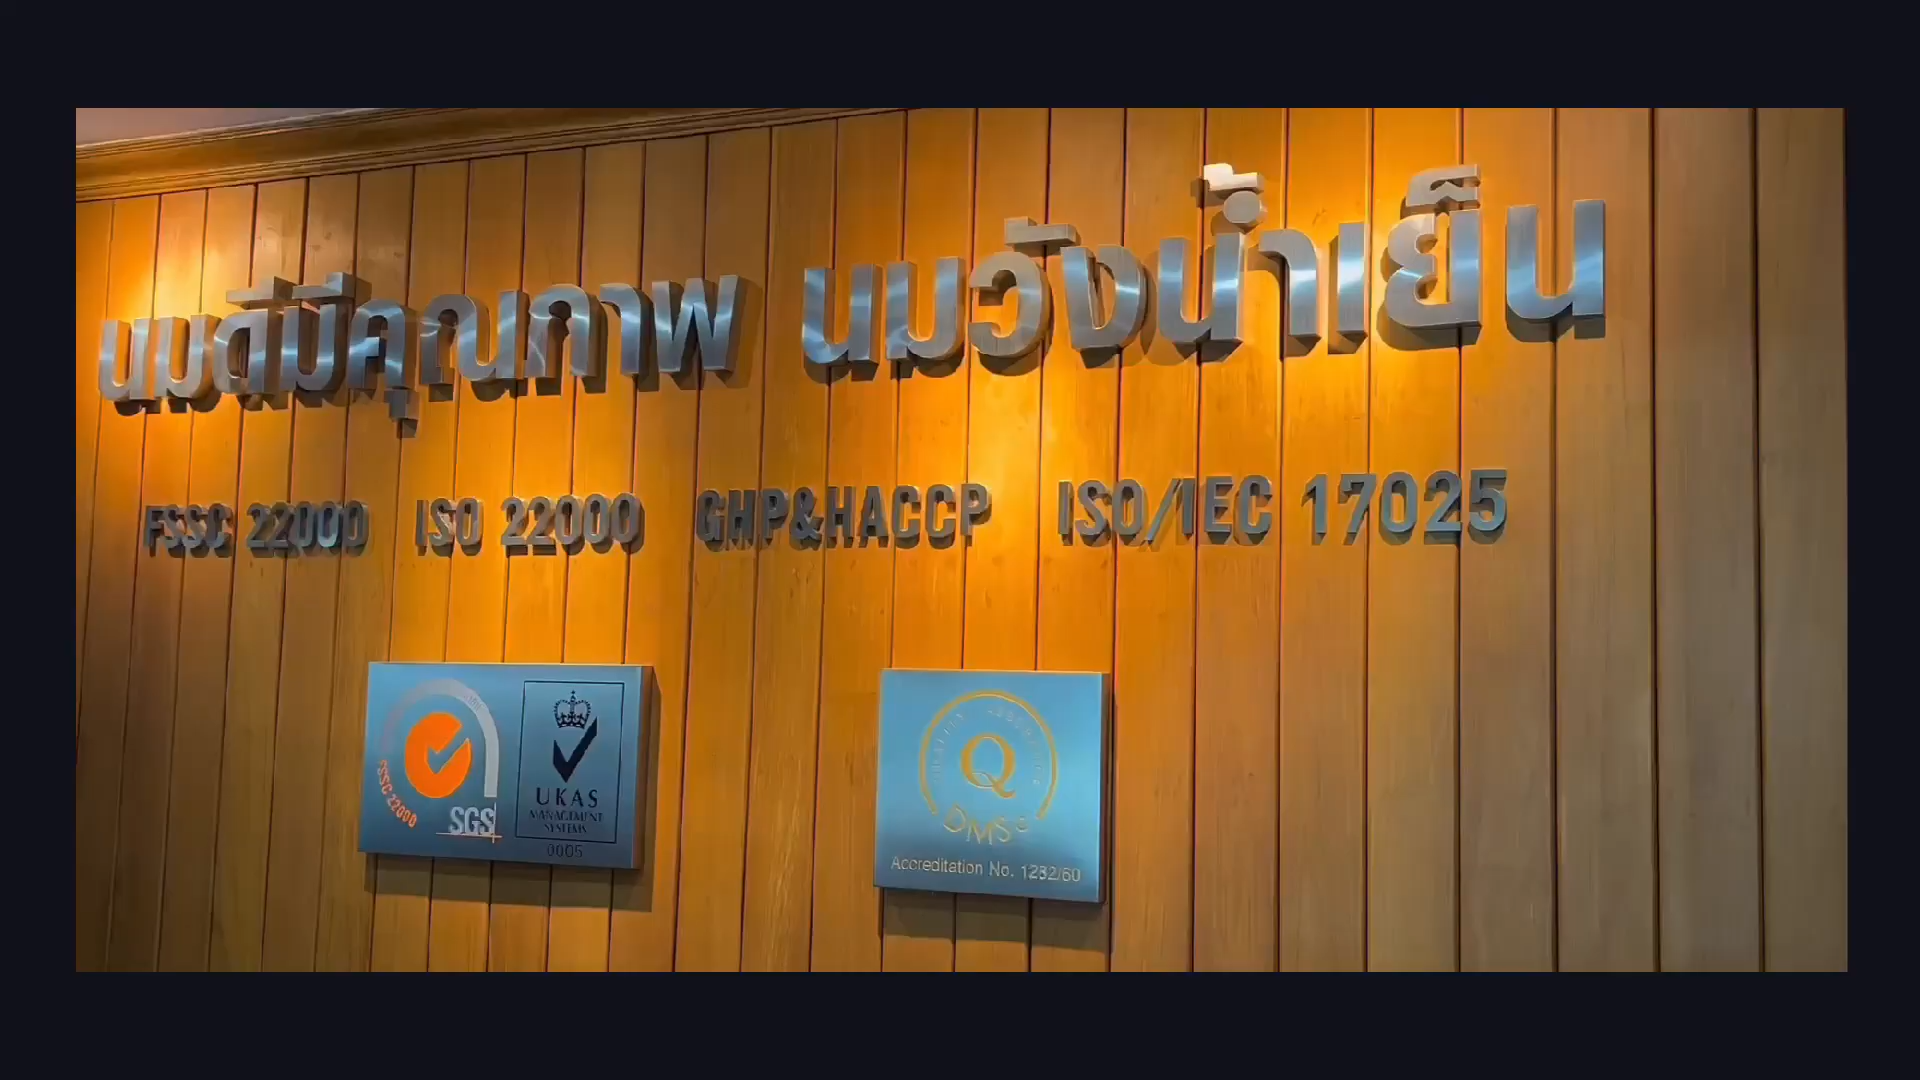 นมดีมีคุณภาพ นมวังน้ำเย็น
FSSC 22000 ISO 22000 GHP&HACCP ISO/IEC 17025
FSSC 22000
SGS
UKAS
MANAGEMENT
SYSTEMS
0005
Q
DMSc
Accreditation No. 1232/60